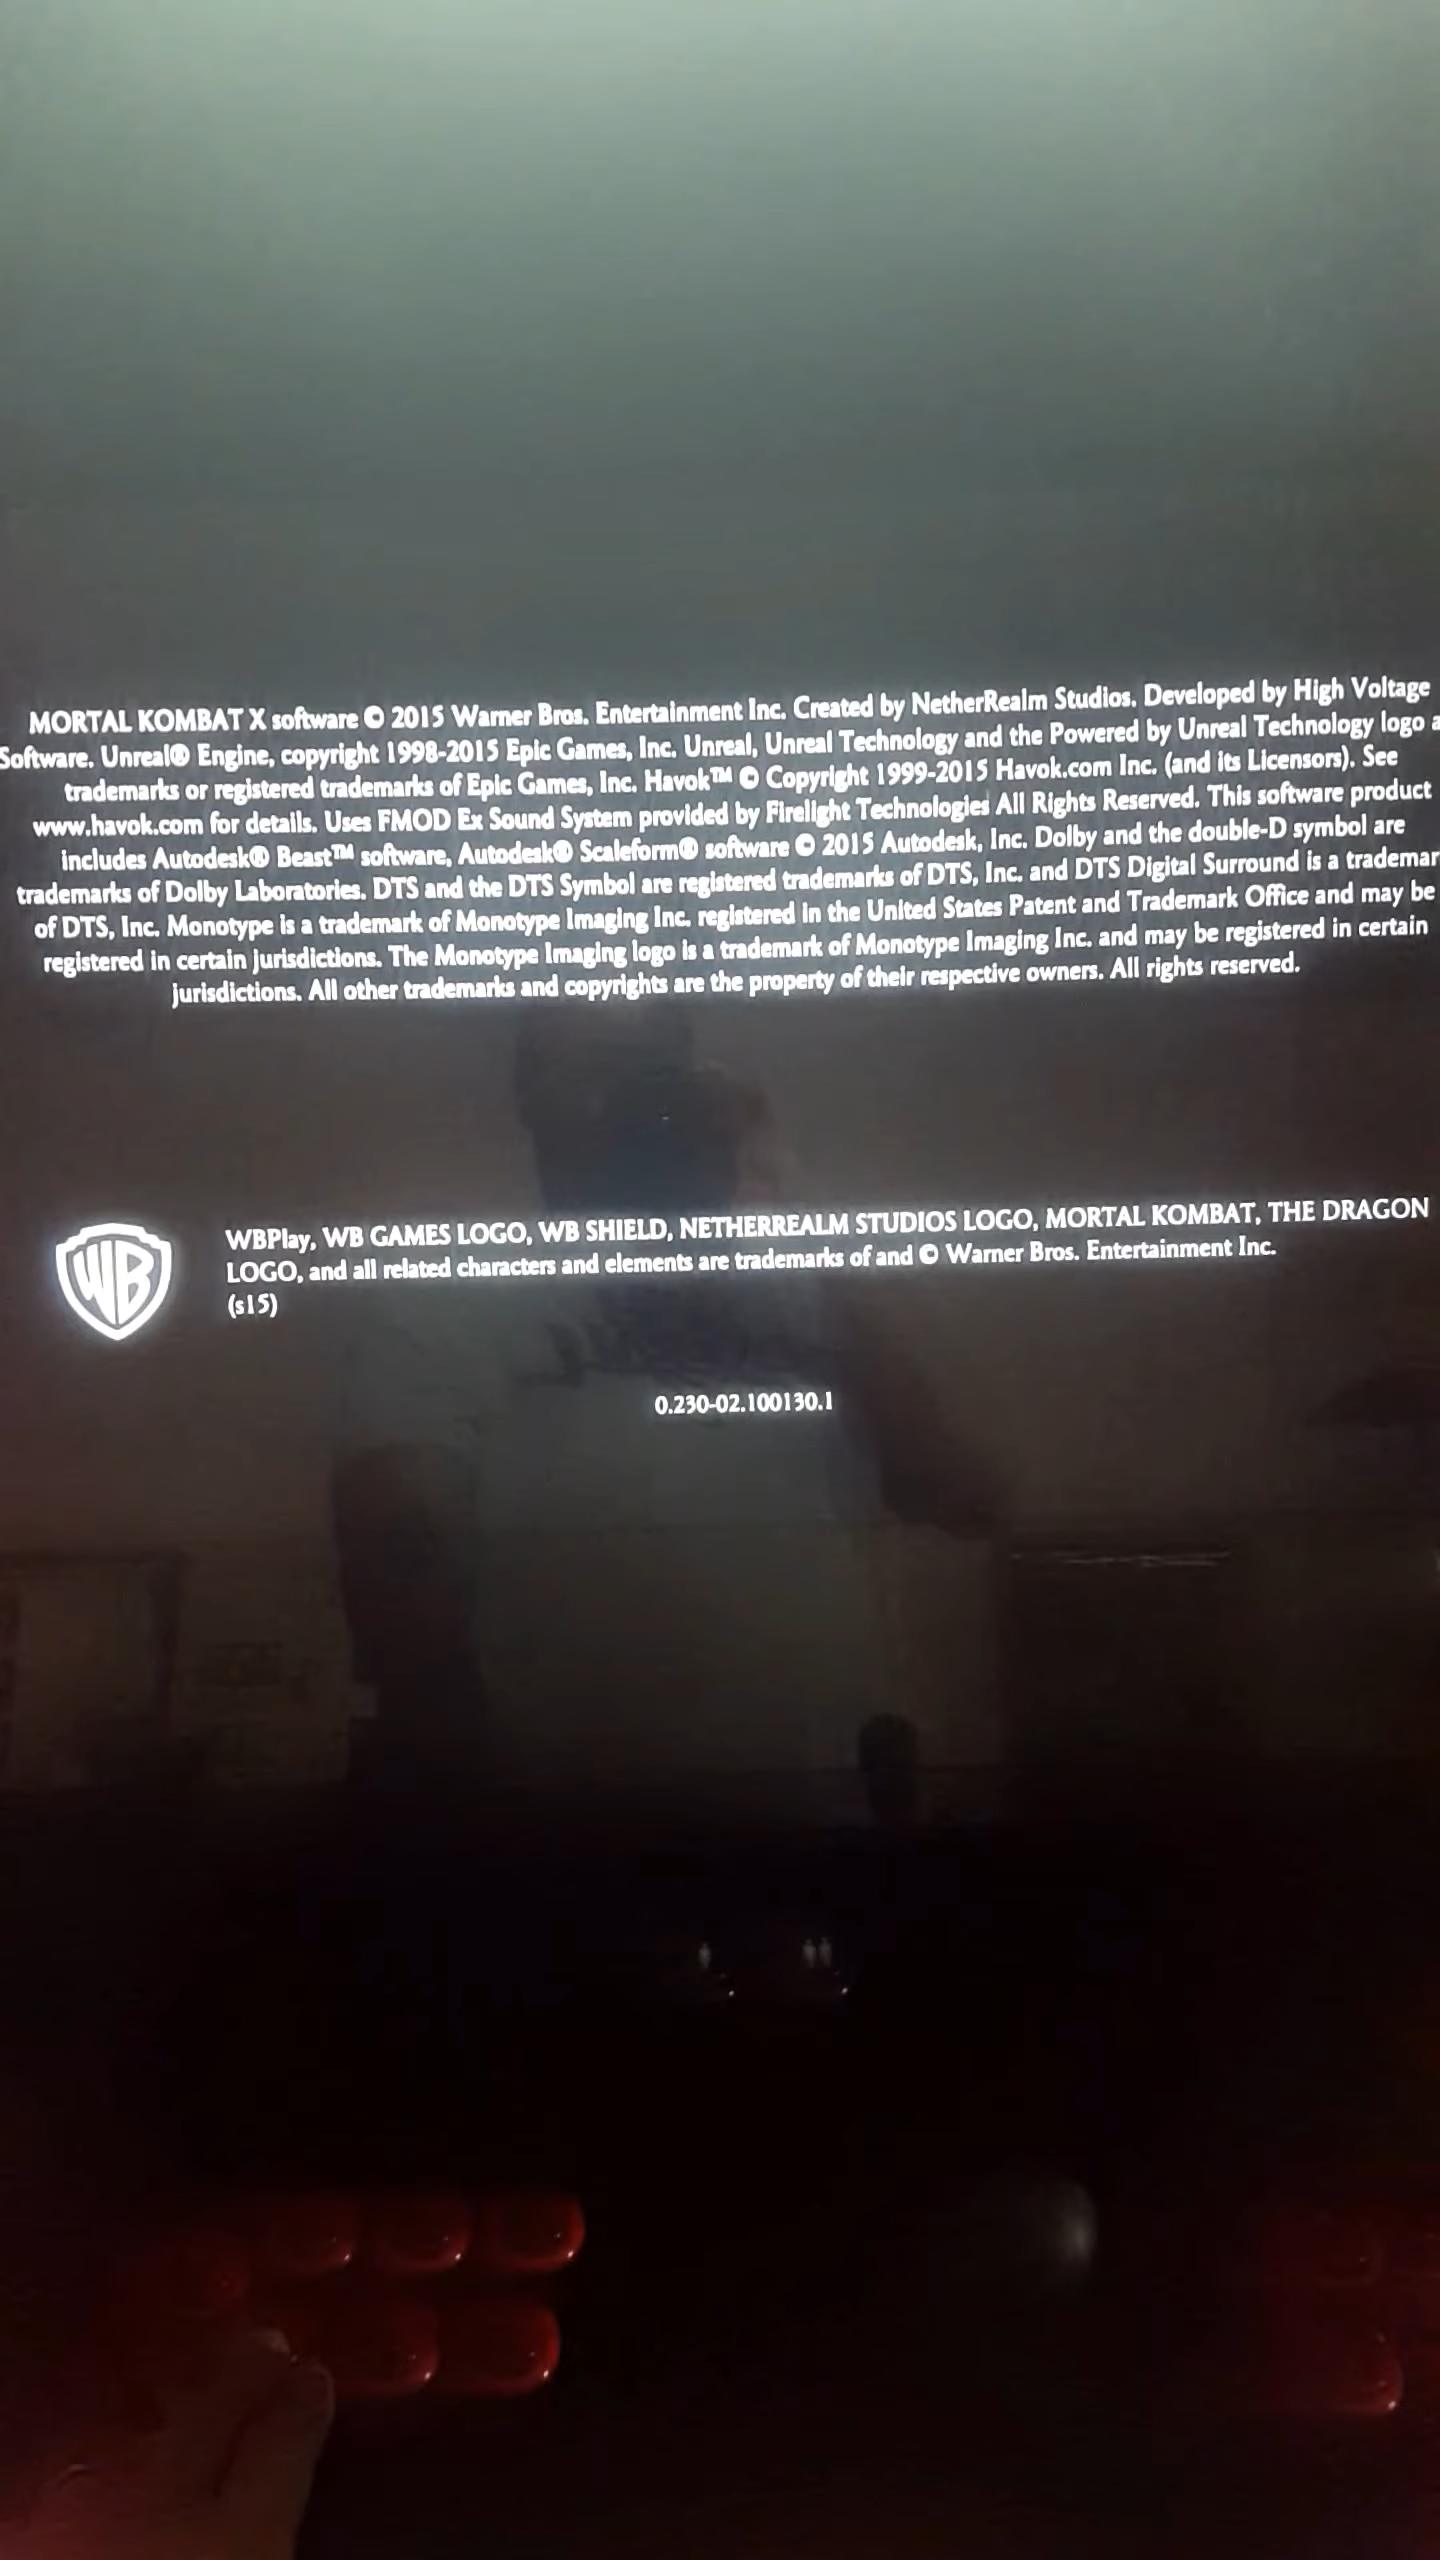 MORTAL KOMBAT X software © 2015 Warner Bros. Entertainment Inc. Created by NetherRealm Studios. Developed by High Voltage
Software. Unreal® Engine, copyright 1998-2015 Epic Games, Inc. Unreal, Unreal Technology and the Powered by Unreal Technology logo a
trademarks or registered trademarks of Epic Games, Inc. Havok™ © Copyright 1999-2015 Havok.com Inc. (and its Licensors). See
www.havok.com for details. Uses FMOD Ex Sound System provided by Firelight Technologies All Rights Reserved. This software product
includes Autodesk® Beast™ software, Autodesk® Scaleform® software © 2015 Autodesk, Inc. Dolby and the double-D symbol are
trademarks of Dolby Laboratories. DTS and the DTS Symbol are registered trademarks of DTS, Inc. and DTS Digital Surround is a trademar
of DTS, Inc. Monotype is a trademark of Monotype Imaging Inc. registered in the United States Patent and Trademark Office and may be
registered in certain jurisdictions. The Monotype Imaging logo is a trademark of Monotype Imaging Inc. and may be registered in certain
jurisdictions. All other trademarks and copyrights are the property of their respective owners. All rights reserved.
WB
WBPlay, WB GAMES LOGO, WB SHIELD, NETHERREALM STUDIOS LOGO, MORTAL KOMBAT, THE DRAGON
LOGO, and all related characters and elements are trademarks of and © Warner Bros. Entertainment Inc.
(s15)
0.230-02.100130.1